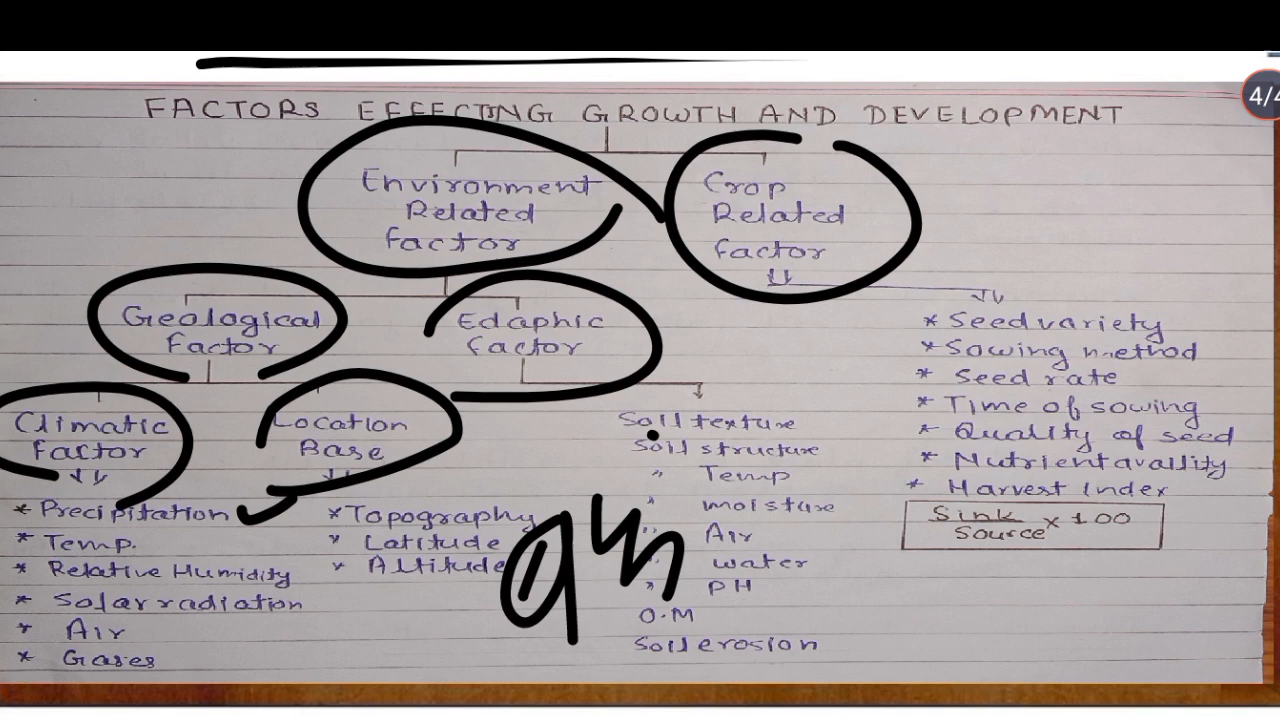 4/4
FACTORS EFFECTING GROWTH AND DEVELOPMENT
Environment
Related
factor
Crop
Related
factor
Geological
factor
Edaphic
factor
Climatic
factor
* Precipitation
* Temp.
* Relative Humidity
* Solar radiation
* Air
* Gases
Location
Base
* Topography
* Latitude
* Altitude
Soil texture
Soil structure
" Temp
" moisture
" Air
" water
" PH
O.M
Soil erosion
* Seed variety
* Sowing method
* Seed rate
* Time of sowing
* Quality of seed
* Nutrient avality
* Harvest Index
Sink
Source × 100